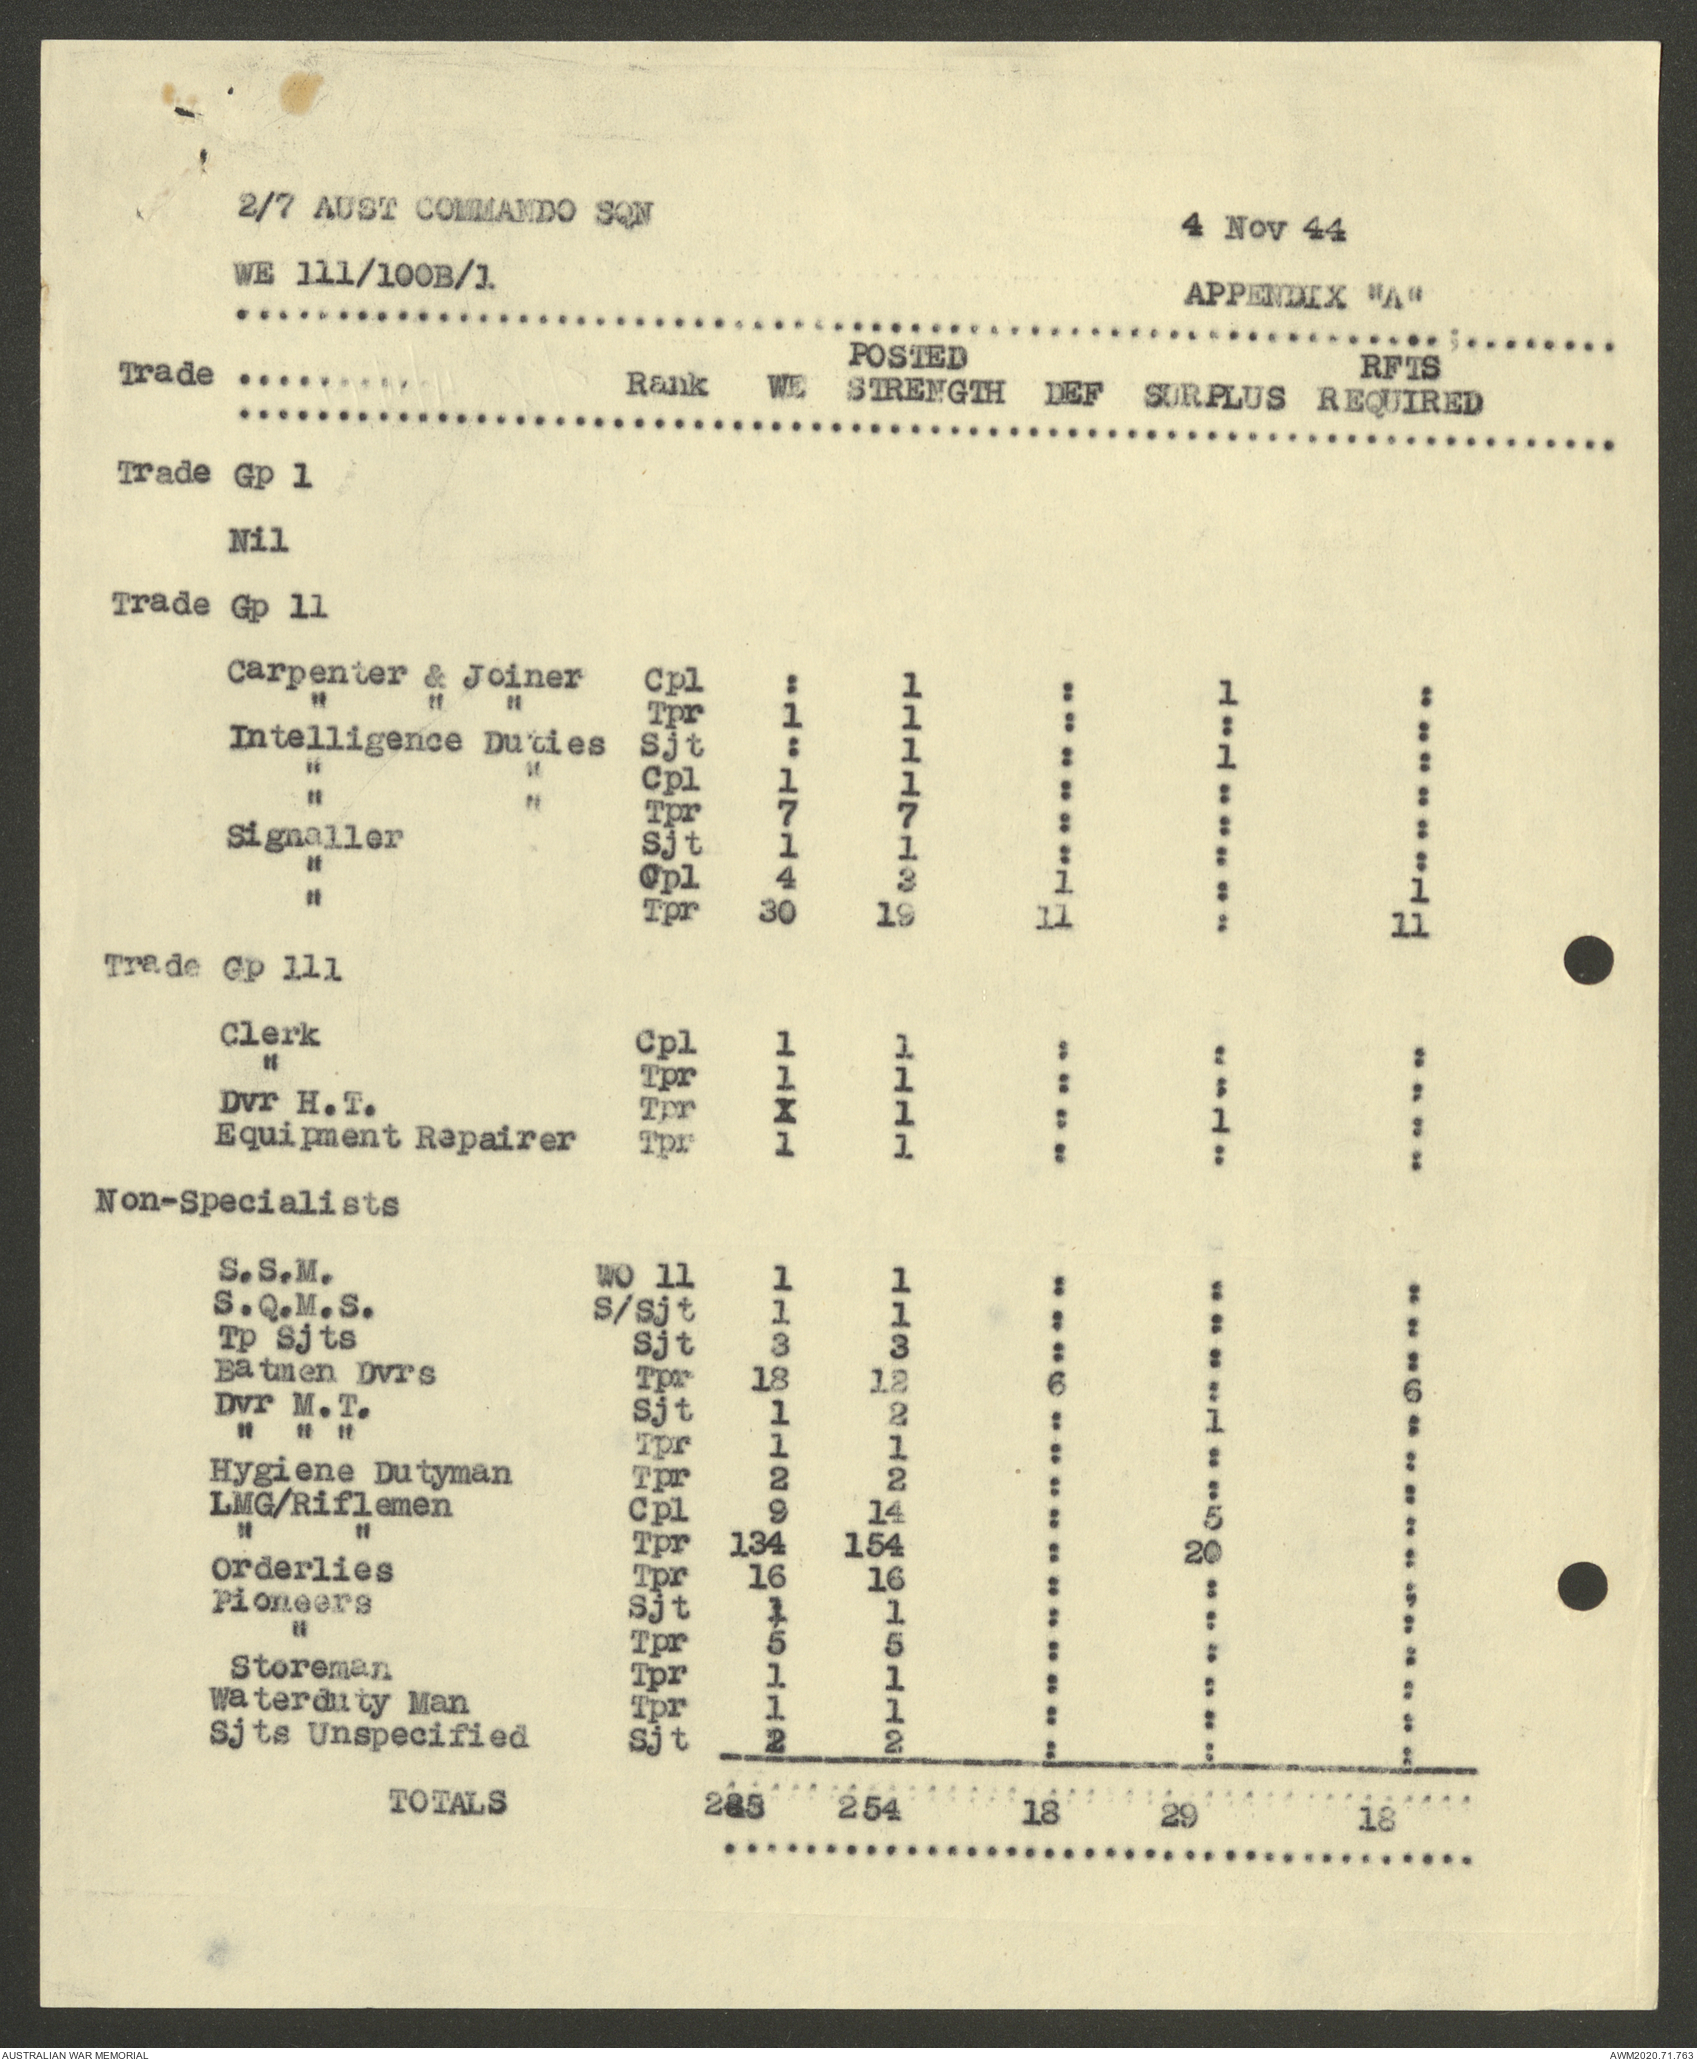 2/7 AUST COMMANDO SQN 4 Nov 44
WE 111/100B/1 APPENDIX "A"
........................................................................
POSTED RFTS
Trade .......... Rank WE STRENGTH DEF SURPLUS REQUIRED
........................................................................
Trade Gp 1
Nil
Trade Gp 11
Carpenter & Joiner Cpl : 1 : 1 :
" " " Tpr 1 1 : : :
Intelligence Duties Sjt : 1 : 1 :
" " Cpl 1 1 : : :
" " Tpr 7 7 : : :
Signaller Sjt 1 1 : : :
" Cpl 4 3 1 : 1
" Tpr 30 19 11 : 11
Trade Gp 111
Clerk Cpl 1 1 : : :
" Tpr 1 1 : : :
Dvr H.T. Tpr 1 : 1 :
Equipment Repairer Tpr 1 1 : : :
Non-Specialists
S.S.M. WO 11 1 1 : : :
S.Q.M.S. S/Sjt 1 1 : : :
Tp Sjts Sjt 3 3 : : :
Batmen Dvrs Tpr 18 12 6 : 6
Dvr M.T. Sjt 1 2 : 1 :
" " " Tpr 1 1 : : :
Hygiene Dutyman Tpr 2 2 : : :
LMG/Riflemen Cpl 9 14 : 5 :
" " Tpr 134 154 : 20 :
Orderlies Tpr 16 16 : : :
Pioneers Sjt 1 1 : : :
" Tpr 5 5 : : :
Storeman Tpr 1 1 : : :
Waterduty Man Tpr 1 1 : : :
Sjts Unspecified Sjt 2 2 : : :
TOTALS 254 18 29 18
......................................
AUSTRALIAN WAR MEMORIAL AWM2020.71.763